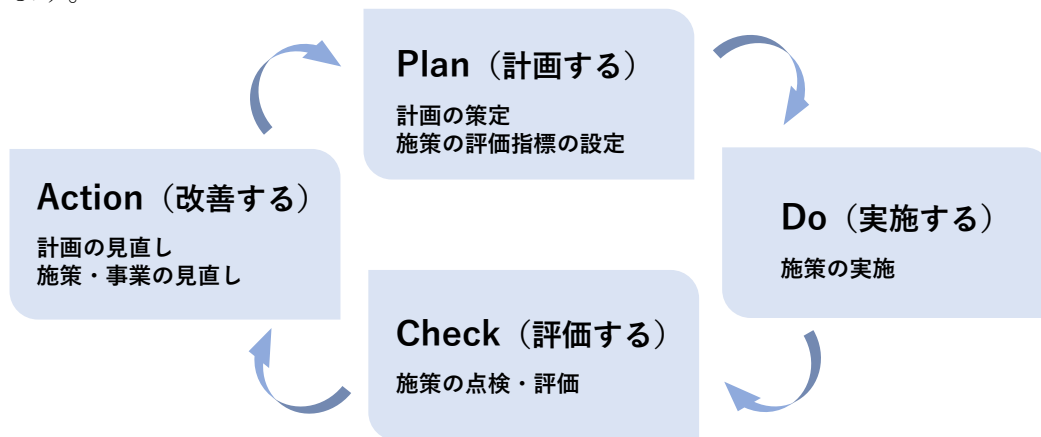 Plan（計画する）
計画の策定
施策の評価指標の設定
Do（実施する）
施策の実施
Check（評価する）
施策の点検・評価
Action（改善する）
計画の見直し
施策・事業の見直し